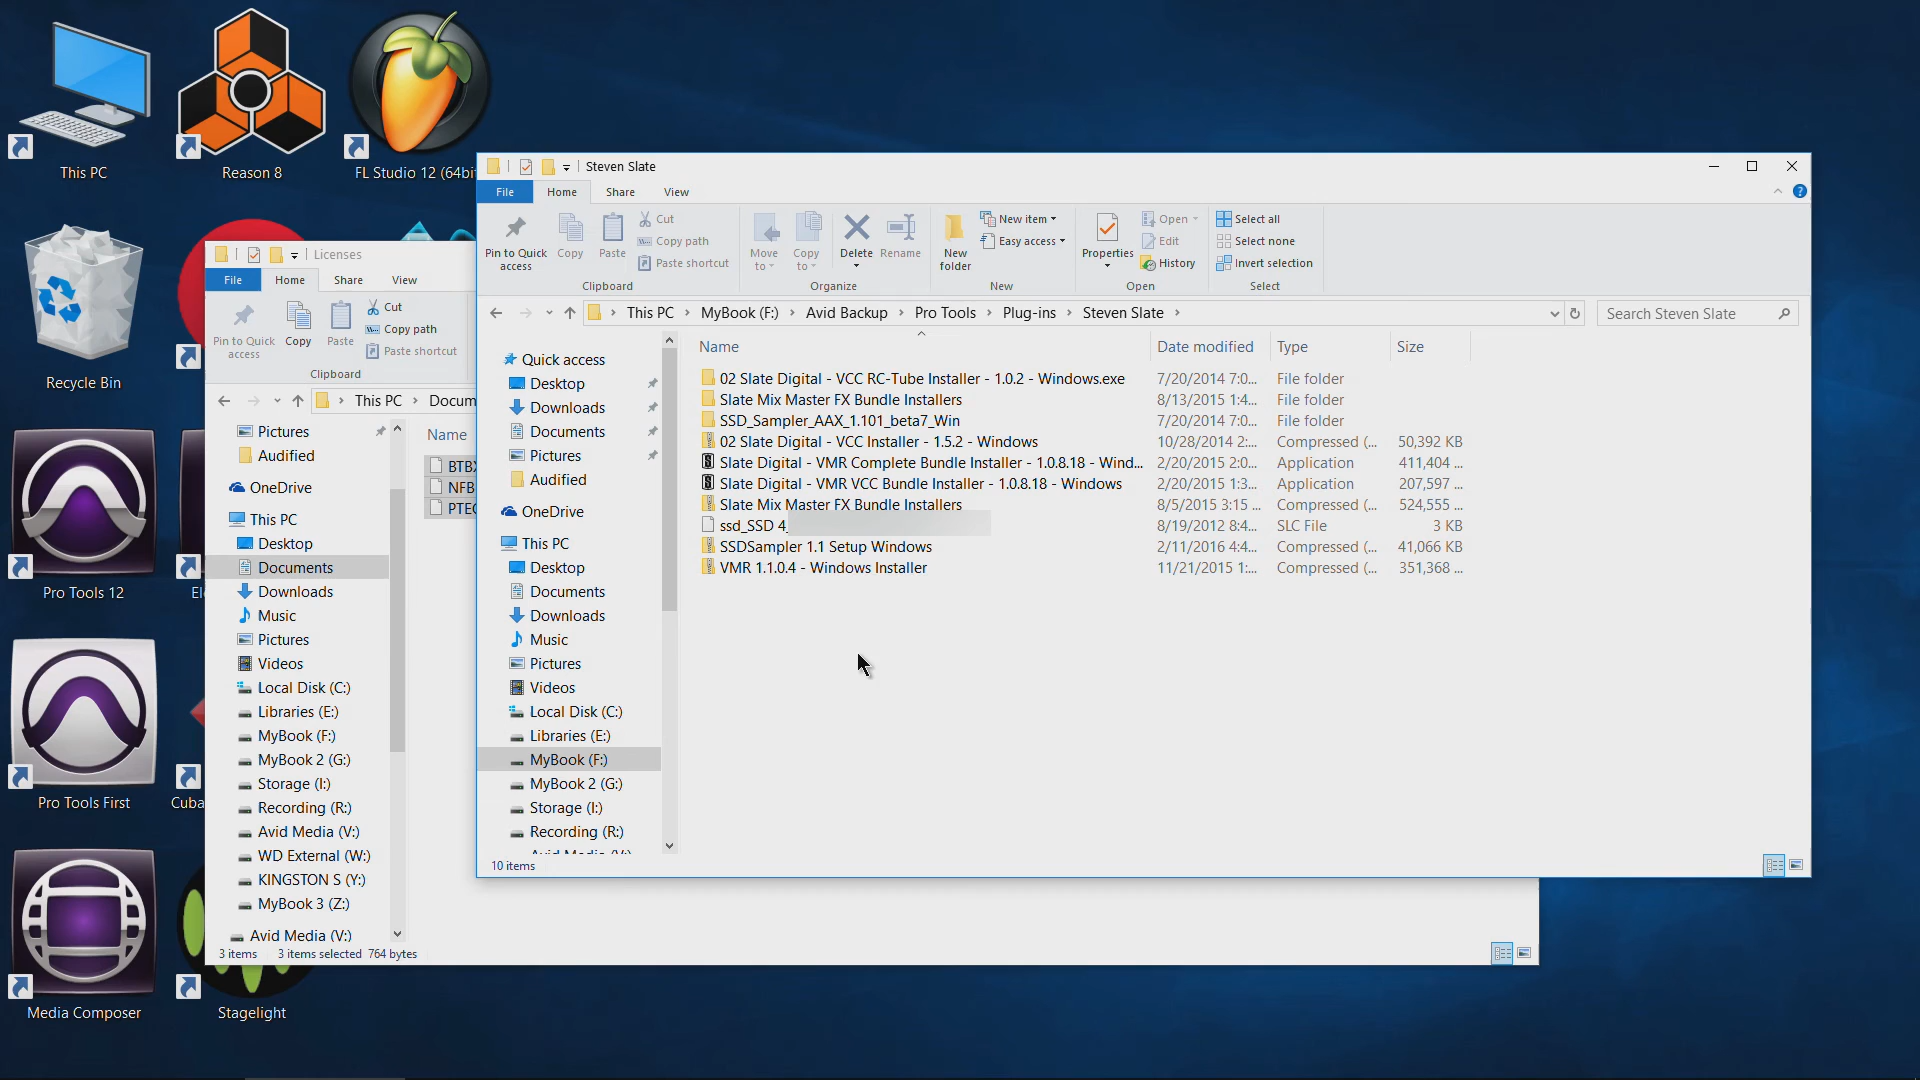 This PC
Reason 8
FL Studio 12 (64bi
Recycle Bin
Pro Tools 12
Pro Tools First
Cuba
Media Composer
Stagelight
Licenses
File
Home
Share
View
Pin to Quick access
Copy
Paste
Cut
Copy path
Paste shortcut
Clipboard
This PC
Docum
Name
BTB
NFB
PTE
Pictures
Audified
OneDrive
This PC
Desktop
Documents
Downloads
Music
Pictures
Videos
Local Disk (C:)
Libraries (E:)
MyBook (F:)
MyBook 2 (G:)
Storage (I:)
Recording (R:)
Avid Media (V:)
WD External (W:)
KINGSTON S (Y:)
MyBook 3 (Z:)
Avid Media (V:)
3 items 3 items selected 764 bytes
Steven Slate
File
Home
Share
View
Pin to Quick access
Copy
Paste
Cut
Copy path
Paste shortcut
Clipboard
Move to
Copy to
Delete
Rename
Organize
New folder
New item
Easy access
New
Properties
Open
Edit
History
Open
Select all
Select none
Invert selection
Select
This PC
MyBook (F:)
Avid Backup
Pro Tools
Plug-ins
Steven Slate
Search Steven Slate
Quick access
Desktop
Downloads
Documents
Pictures
Audified
OneDrive
This PC
Desktop
Documents
Downloads
Music
Pictures
Videos
Local Disk (C:)
Libraries (E:)
MyBook (F:)
MyBook 2 (G:)
Storage (I:)
Recording (R:)
Name Date modified Type Size
02 Slate Digital - VCC RC-Tube Installer - 1.0.2 - Windows.exe 7/20/2014 7:0... File folder
Slate Mix Master FX Bundle Installers 8/13/2015 1:4... File folder
SSD_Sampler_AAX_1.101_beta7_Win 7/20/2014 7:0... File folder
02 Slate Digital - VCC Installer - 1.5.2 - Windows 10/28/2014 2:... Compressed (... 50,392 KB
Slate Digital - VMR Complete Bundle Installer - 1.0.8.18 - Wind... 2/20/2015 2:0... Application 411,404 ...
Slate Digital - VMR VCC Bundle Installer - 1.0.8.18 - Windows 2/20/2015 1:3... Application 207,597 ...
Slate Mix Master FX Bundle Installers 8/5/2015 3:15 ... Compressed (... 524,555 ...
ssd_SSD 4_ 8/19/2012 8:4... SLC File 3 KB
SSDSampler 1.1 Setup Windows 2/11/2016 4:4... Compressed (... 41,066 KB
VMR 1.1.0.4 - Windows Installer 11/21/2015 1:... Compressed (... 351,368 ...
10 items